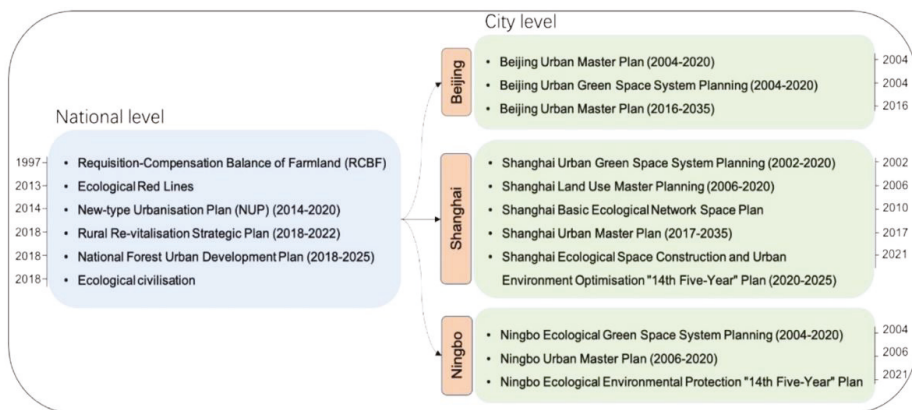 City level
National level
1997
2013
2014
2018
2018
2018
• Requisition-Compensation Balance of Farmland (RCBF)
• Ecological Red Lines
• New-type Urbanisation Plan (NUP) (2014-2020)
• Rural Re-vitalisation Strategic Plan (2018-2022)
• National Forest Urban Development Plan (2018-2025)
• Ecological civilisation
Beijing
• Beijing Urban Master Plan (2004-2020)
• Beijing Urban Green Space System Planning (2004-2020)
• Beijing Urban Master Plan (2016-2035)
2004
2004
2016
Shanghai
• Shanghai Urban Green Space System Planning (2002-2020)
• Shanghai Land Use Master Planning (2006-2020)
• Shanghai Basic Ecological Network Space Plan
• Shanghai Urban Master Plan (2017-2035)
• Shanghai Ecological Space Construction and Urban
Environment Optimisation "14th Five-Year" Plan (2020-2025)
2002
2006
2010
2017
2021
Ningbo
• Ningbo Ecological Green Space System Planning (2004-2020)
• Ningbo Urban Master Plan (2006-2020)
• Ningbo Ecological Environmental Protection "14th Five-Year" Plan
2004
2006
2021